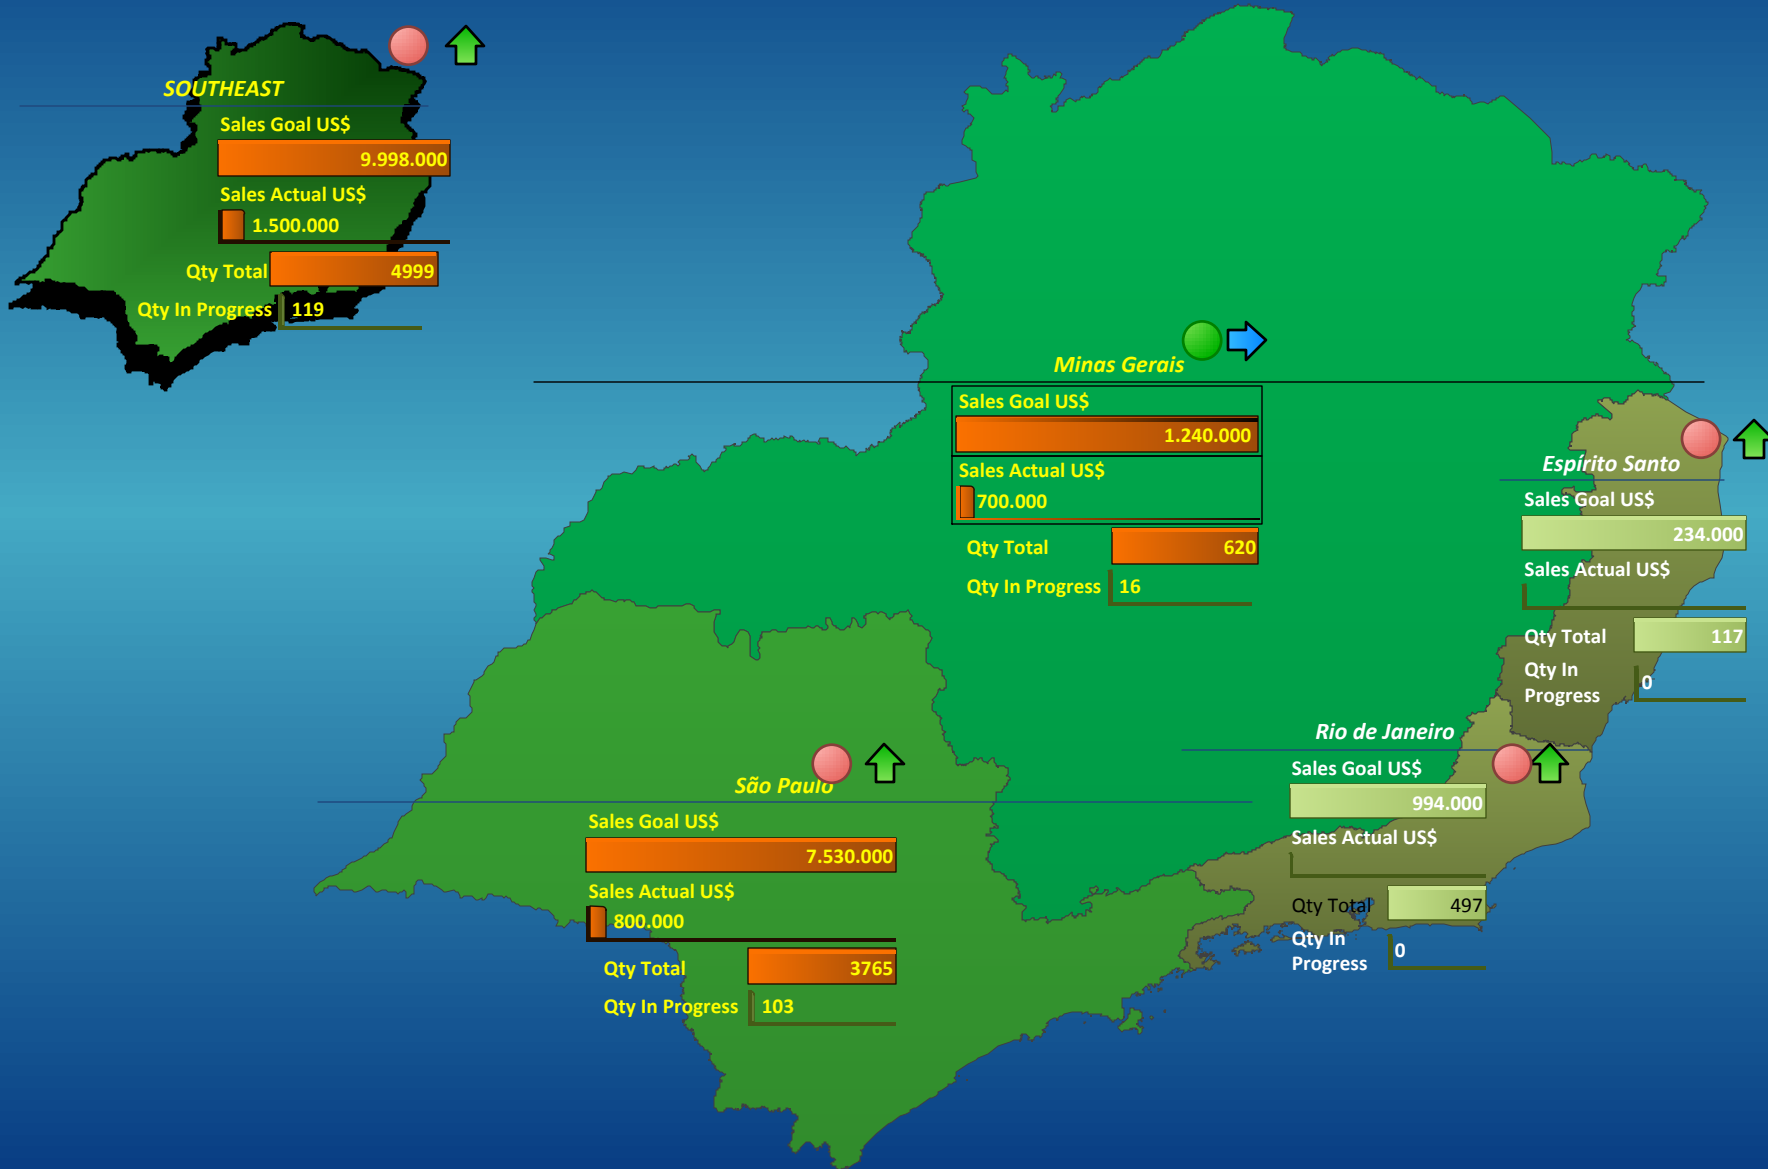 SOUTHEAST
Sales Goal US$
9.998.000
Sales Actual US$
1.500.000
Qty Total 4999
Qty In Progress 119
Minas Gerais
Sales Goal US$
1.240.000
Sales Actual US$
700.000
Qty Total 620
Qty In Progress 16
Espírito Santo
Sales Goal US$
234.000
Sales Actual US$
Qty Total 117
Qty In
Progress 0
Rio de Janeiro
Sales Goal US$
994.000
Sales Actual US$
Qty Total 497
Qty In
Progress 0
São Paulo
Sales Goal US$
7.530.000
Sales Actual US$
800.000
Qty Total 3765
Qty In Progress 103